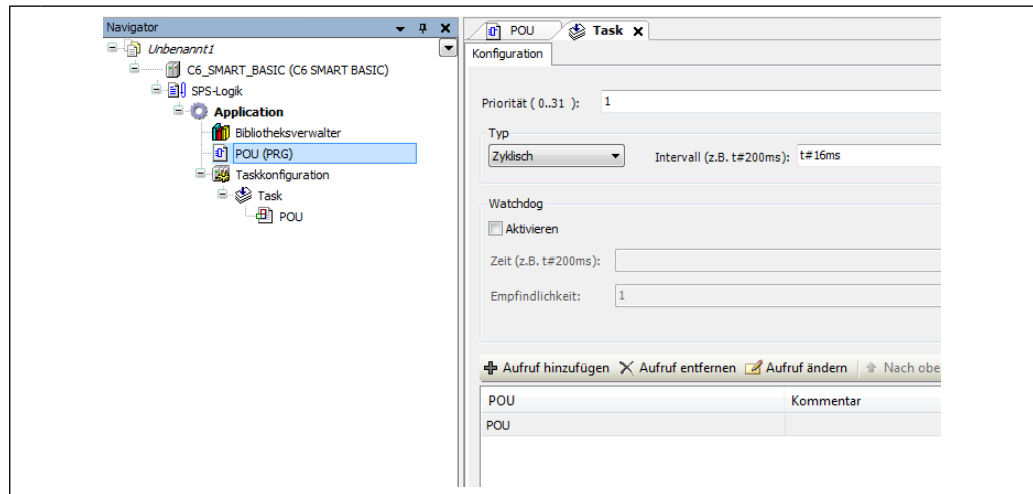 Navigator
Unbenannt1
C6_SMART_BASIC (C6 SMART BASIC)
SPS-Logik
Application
Bibliotheksverwalter
POU (PRG)
Taskkonfiguration
Task
POU
POU
Task
Konfiguration
Priorität ( 0..31 ): 1
Typ
Zyklisch Intervall (z.B. t#200ms): t#16ms
Watchdog
Aktivieren
Zeit (z.B. t#200ms):
Empfindlichkeit: 1
Aufruf hinzufügen Aufruf entfernen Aufruf ändern Nach obe
POU Kommentar
POU